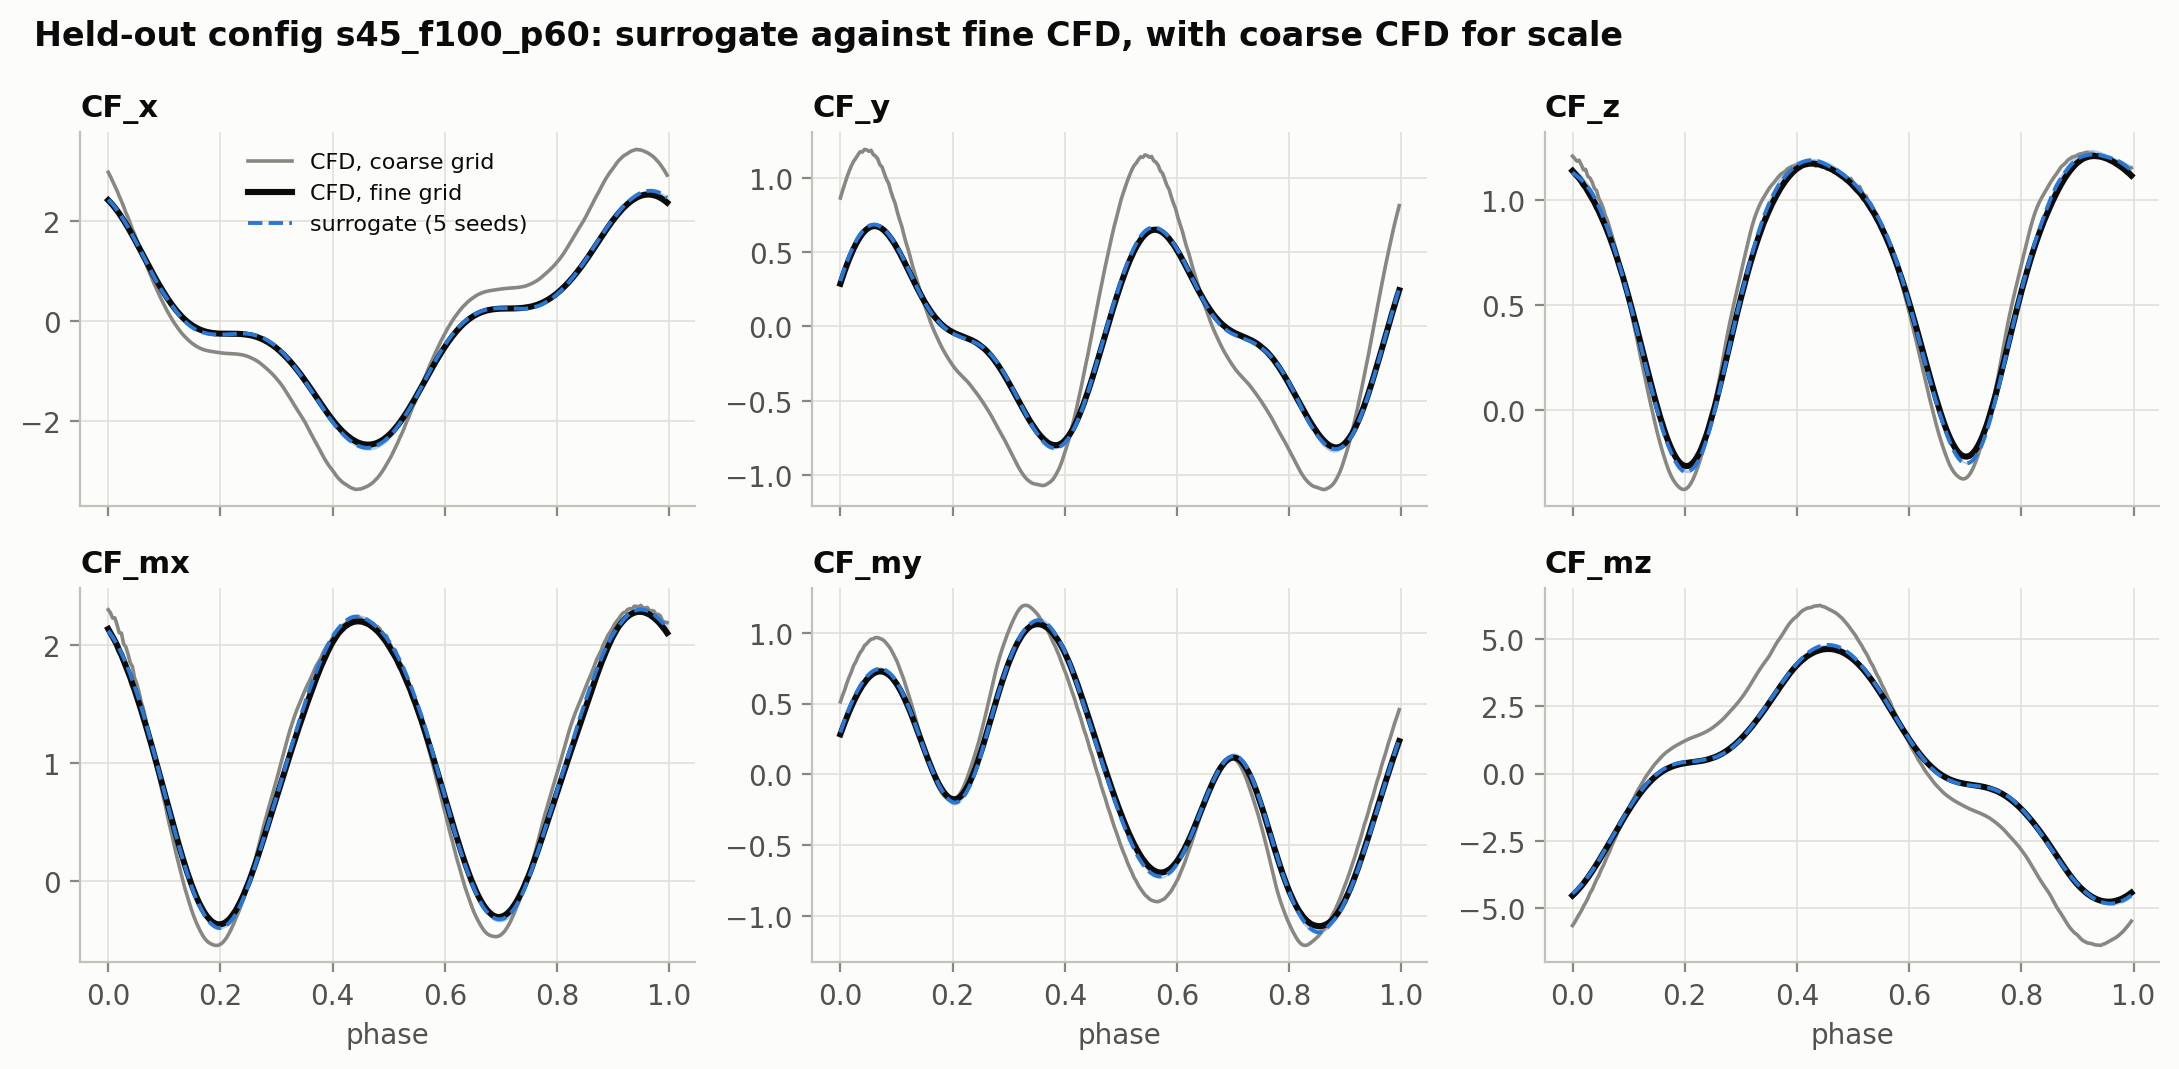 Held-out config s45_f100_p60: surrogate against fine CFD, with coarse CFD for scale
CF_x
CFD, coarse grid
CFD, fine grid
surrogate (5 seeds)
2
0
−2
CF_y
1.0
0.5
0.0
−0.5
−1.0
CF_z
1.0
0.5
0.0
CF_mx
2
1
0
0.0 0.2 0.4 0.6 0.8 1.0
phase
CF_my
1.0
0.5
0.0
−0.5
−1.0
0.0 0.2 0.4 0.6 0.8 1.0
phase
CF_mz
5.0
2.5
0.0
−2.5
−5.0
0.0 0.2 0.4 0.6 0.8 1.0
phase